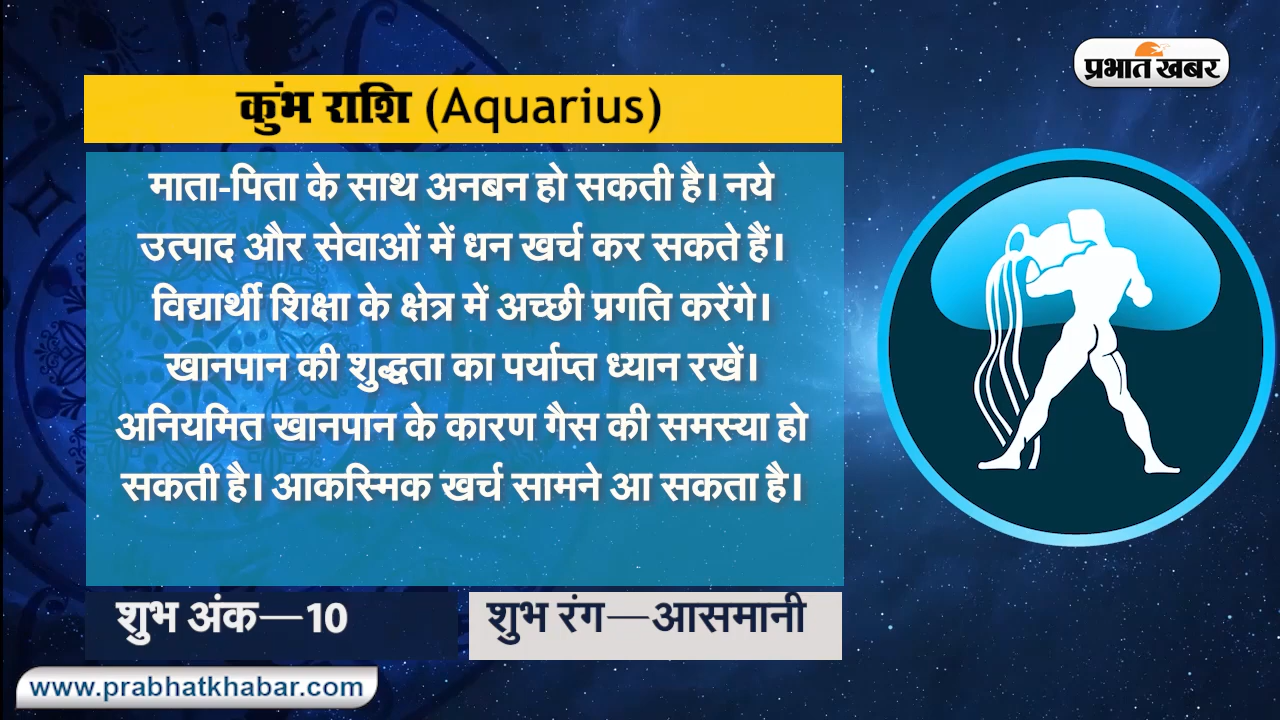 प्रभात खबर
कुंभ राशि (Aquarius)
माता-पिता के साथ अनबन हो सकती है। नये
उत्पाद और सेवाओं में धन खर्च कर सकते हैं।
विद्यार्थी शिक्षा के क्षेत्र में अच्छी प्रगति करेंगे।
खानपान की शुद्धता का पर्याप्त ध्यान रखें।
अनियमित खानपान के कारण गैस की समस्या हो
सकती है। आकस्मिक खर्च सामने आ सकता है।
शुभ अंक—10
शुभ रंग—आसमानी
www.prabhatkhabar.com